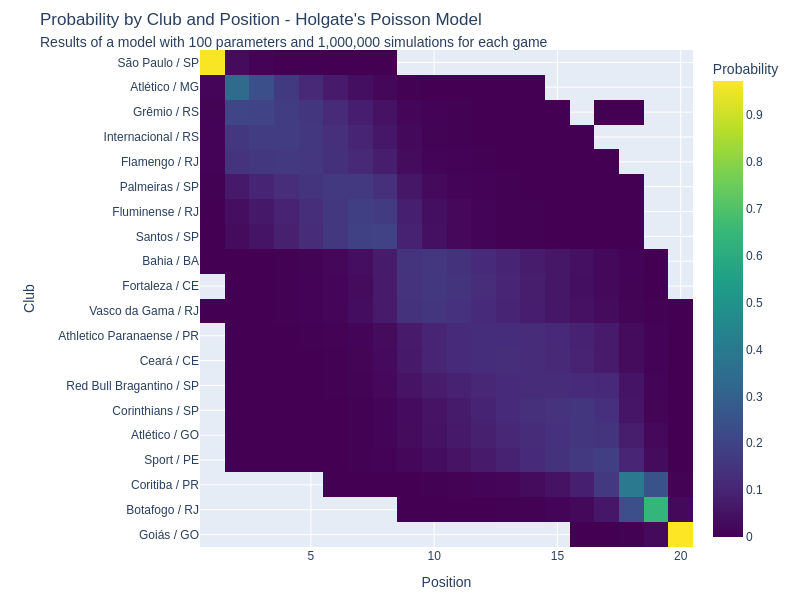 Probability by Club and Position - Holgate's Poisson Model
Results of a model with 100 parameters and 1,000,000 simulations for each game
Probability
São Paulo / SP
Atlético / MG
Grêmio / RS
Internacional / RS
Flamengo / RJ
Palmeiras / SP
Fluminense / RJ
Santos / SP
Bahia / BA
Fortaleza / CE
Vasco da Gama / RJ
Athletico Paranaense / PR
Ceará / CE
Red Bull Bragantino / SP
Corinthians / SP
Atlético / GO
Sport / PE
Coritiba / PR
Botafogo / RJ
Goiás / GO
Club
5
10
15
20
Position
0.9
0.8
0.7
0.6
0.5
0.4
0.3
0.2
0.1
0